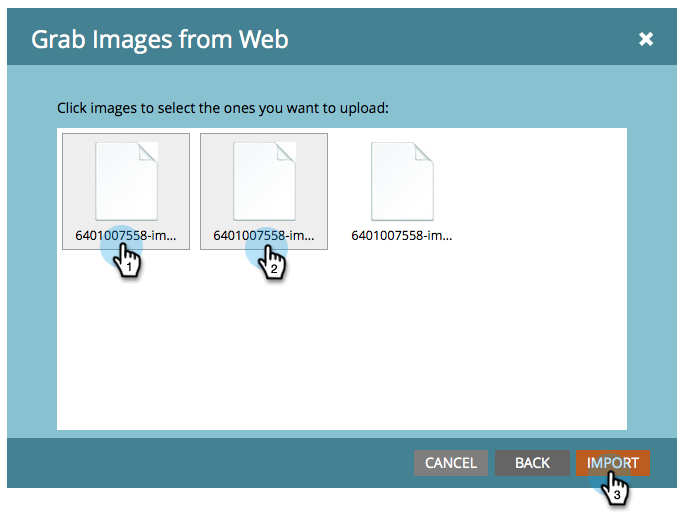 Grab Images from Web
Click images to select the ones you want to upload:
6401007558-im... 6401007558-im... 6401007558-im...
1 2
CANCEL BACK IMPORT
3